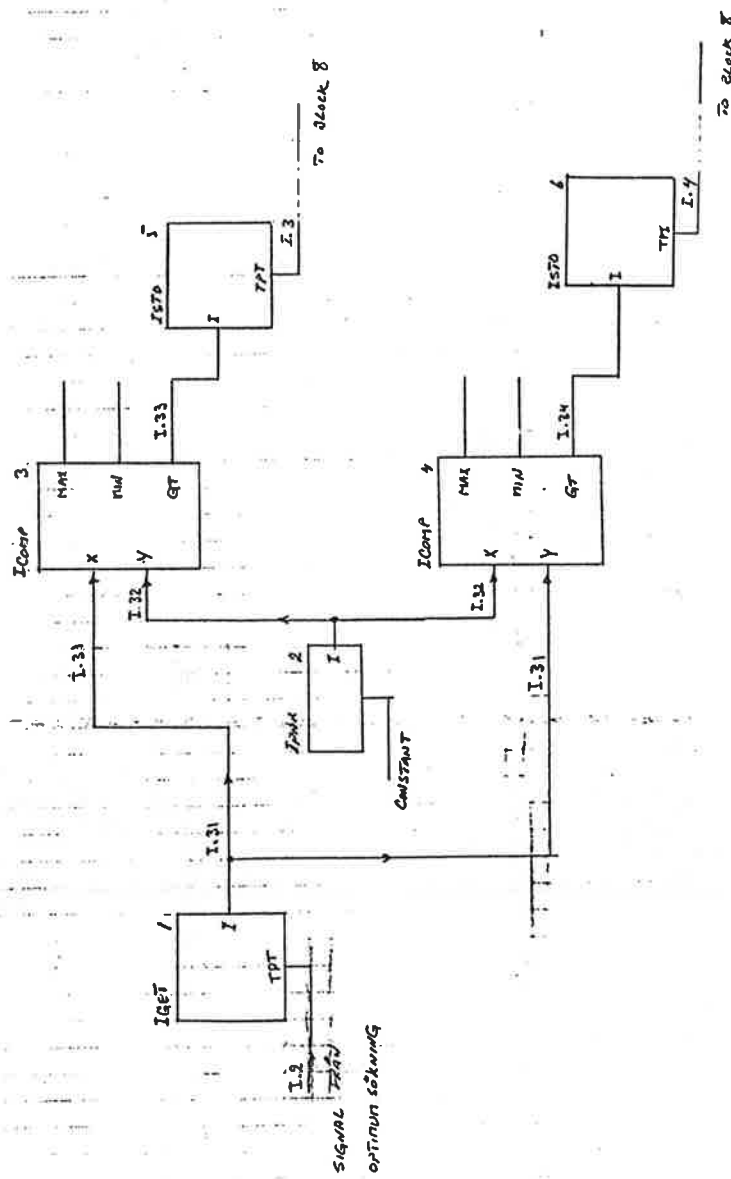 IGET 1
I
TPT
I.2
SIGNAL FRÅN
OPTIMUM SÖKNING
I.31
I.33
I.32
ICOMP 3.
X
Y
MAX
MIN
GT
I.33
ISTO 5
I
TPT
I.3
TO BLOCK 8
2
I
CONSTANT
I.31
I.32
ICOMP 4
X
Y
MAX
MIN
GT
I.34
ISTO 6
I
TPT
I.4
TO BLOCK 8